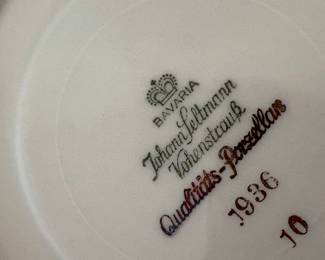 BAVARIA
Johann Seltmann
Vohenstrauß
Qualitäts-Porzellan
1936
10